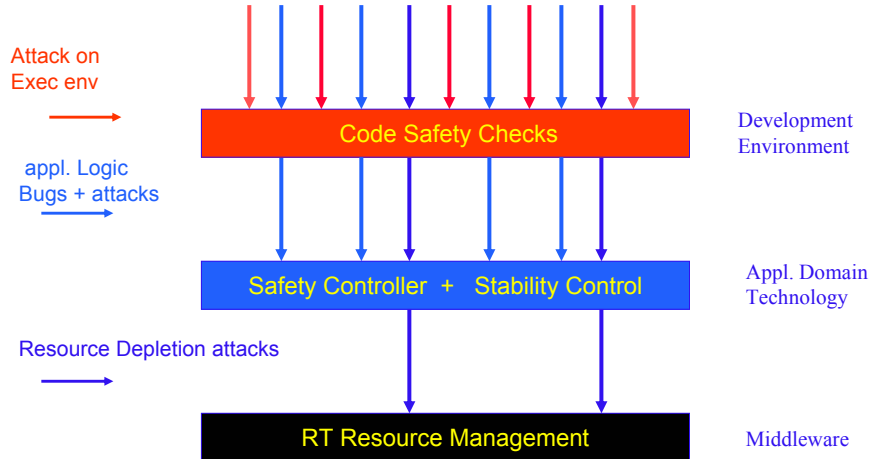 Attack on
Exec env
Code Safety Checks
Development
Environment
appl. Logic
Bugs + attacks
Safety Controller + Stability Control
Appl. Domain
Technology
Resource Depletion attacks
RT Resource Management
Middleware